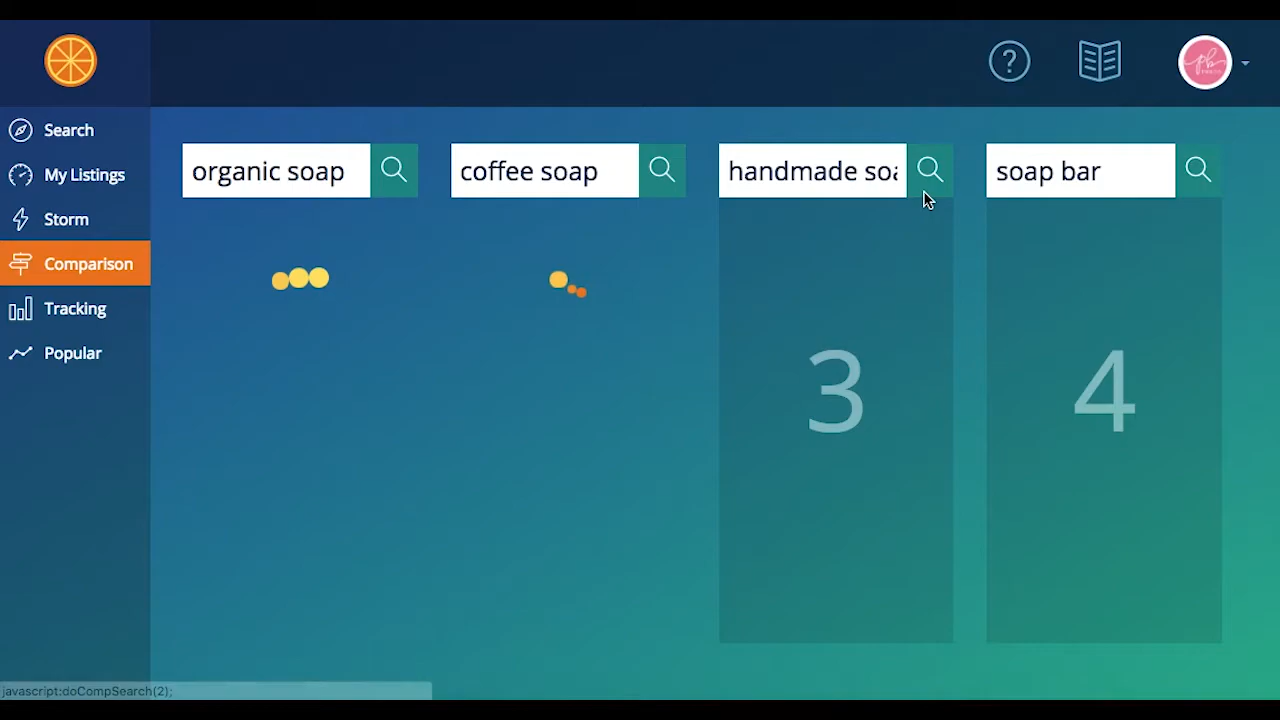 ?
pb
Search
My Listings
Storm
Comparison
Tracking
Popular
organic soap
coffee soap
handmade soa
soap bar
3
4
javascript:doCompSearch(2);